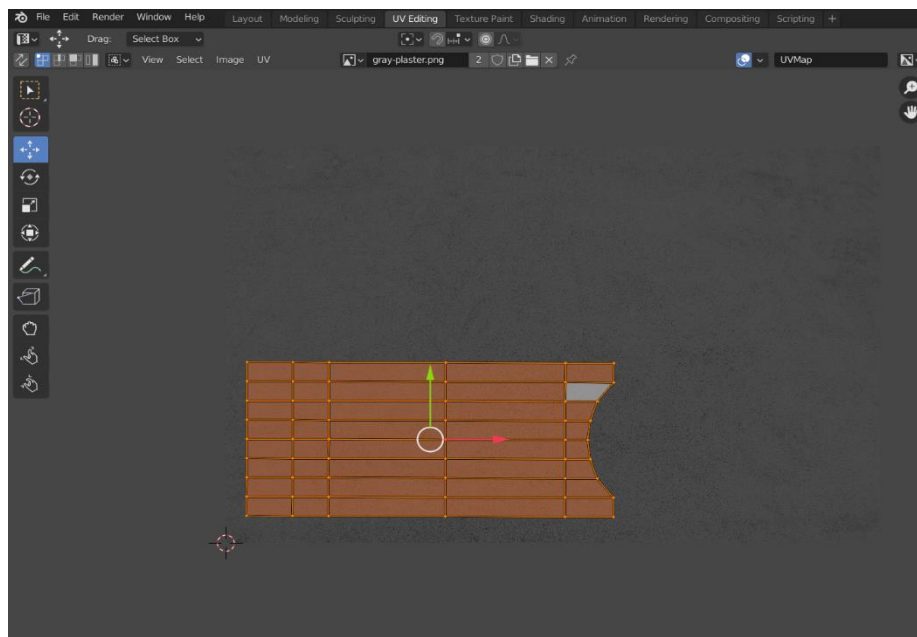 File Edit Render Window Help Layout Modeling Sculpting UV Editing Texture Paint Shading Animation Rendering Compositing Scripting +
Drag: Select Box
View Select Image UV gray-plaster.png 2 UVMap